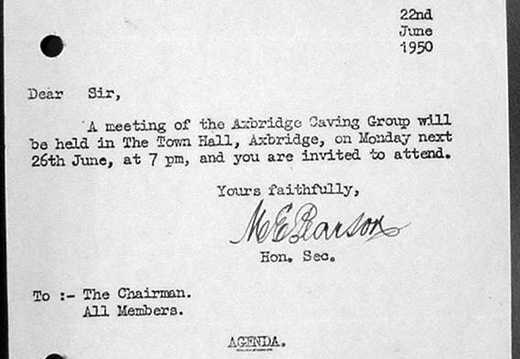 22nd
June
1950
Dear Sir,
A meeting of the Axbridge Caving Group will
be held in The Town Hall, Axbridge, on Monday next
26th June, at 7 pm, and you are invited to attend.
Yours faithfully,
M E Pearson
Hon. Sec.
To :- The Chairman.
All Members.
AGENDA.